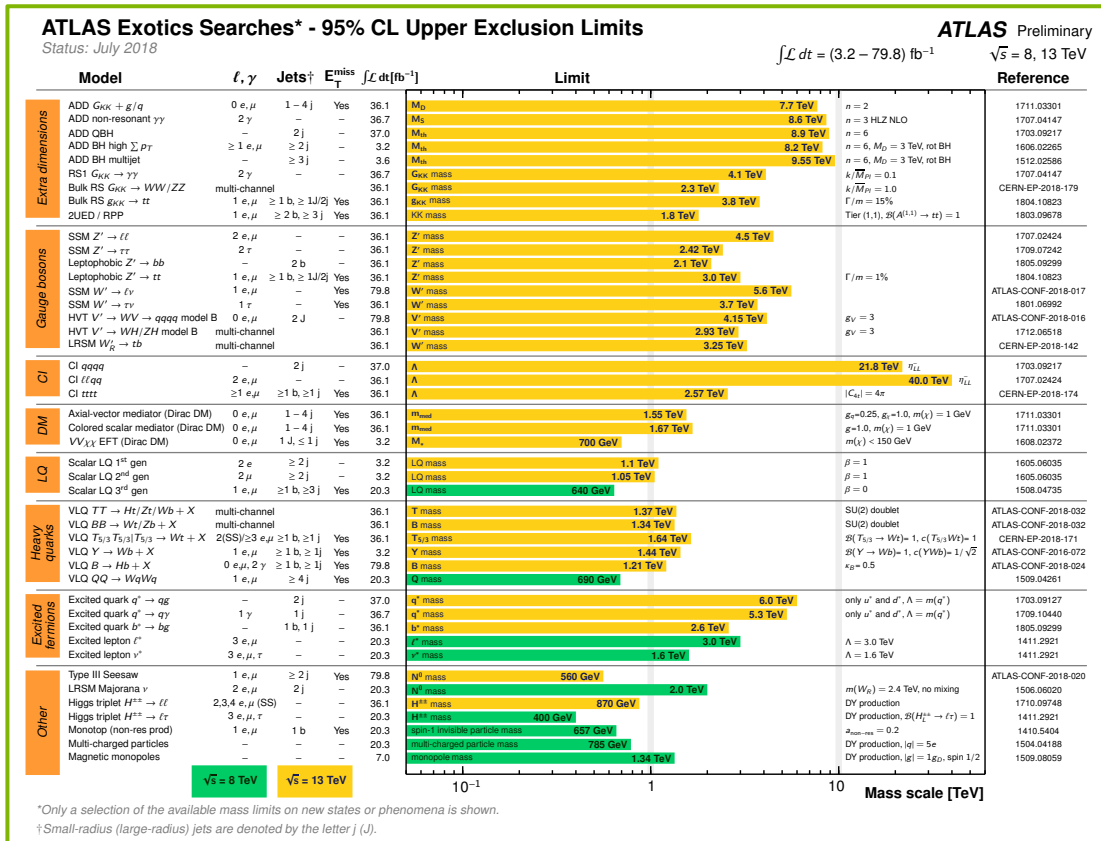 ATLAS Exotics Searches* - 95% CL Upper Exclusion Limits
Status: July 2018
ATLAS Preliminary
∫ℒ dt = (3.2 – 79.8) fb⁻¹ √s = 8, 13 TeV
Model ℓ, γ Jets† E_T^miss ∫ℒ dt[fb⁻¹] Limit Reference
Extra dimensions
ADD G_KK + g/q 0 e, μ 1 – 4 j Yes 36.1 M_D 7.7 TeV n = 2 1711.03301
ADD non-resonant γγ 2 γ – – 36.7 M_S 8.6 TeV n = 3 HLZ NLO 1707.04147
ADD QBH – 2 j – 37.0 M_th 8.9 TeV n = 6 1703.09217
ADD BH high ∑ p_T ≥ 1 e, μ ≥ 2 j – 3.2 M_th 8.2 TeV n = 6, M_D = 3 TeV, rot BH 1606.02265
ADD BH multijet – ≥ 3 j – 3.6 M_th 9.55 TeV n = 6, M_D = 3 TeV, rot BH 1512.02586
RS1 G_KK → γγ 2 γ – – 36.7 G_KK mass 4.1 TeV k/M̅_Pl = 0.1 1707.04147
Bulk RS G_KK → WW/ZZ multi-channel 36.1 G_KK mass 2.3 TeV k/M̅_Pl = 1.0 CERN-EP-2018-179
Bulk RS g_KK → tt 1 e, μ ≥ 1 b, ≥ 1J/2j Yes 36.1 g_KK mass 3.8 TeV Γ/m = 15% 1804.10823
2UED / RPP 1 e, μ ≥ 2 b, ≥ 3 j Yes 36.1 KK mass 1.8 TeV Tier (1,1), ℬ(A^(1,1) → tt) = 1 1803.09678
Gauge bosons
SSM Z′ → ℓℓ 2 e, μ – – 36.1 Z′ mass 4.5 TeV 1707.02424
SSM Z′ → ττ 2 τ – – 36.1 Z′ mass 2.42 TeV 1709.07242
Leptophobic Z′ → bb – 2 b – 36.1 Z′ mass 2.1 TeV 1805.09299
Leptophobic Z′ → tt 1 e, μ ≥ 1 b, ≥ 1J/2j Yes 36.1 Z′ mass 3.0 TeV Γ/m = 1% 1804.10823
SSM W′ → ℓν 1 e, μ – Yes 79.8 W′ mass 5.6 TeV ATLAS-CONF-2018-017
SSM W′ → τν 1 τ – Yes 36.1 W′ mass 3.7 TeV 1801.06992
HVT V′ → WV → qqqq model B 0 e, μ 2 J – 79.8 V′ mass 4.15 TeV g_V = 3 ATLAS-CONF-2018-016
HVT V′ → WH/ZH model B multi-channel 36.1 V′ mass 2.93 TeV g_V = 3 1712.06518
LRSM W′_R → tb multi-channel 36.1 W′ mass 3.25 TeV CERN-EP-2018-142
CI
CI qqqq – 2 j – 37.0 Λ 21.8 TeV η⁻_LL 1703.09217
CI ℓℓqq 2 e, μ – – 36.1 Λ 40.0 TeV η⁻_LL 1707.02424
CI tttt ≥1 e, μ ≥1 b, ≥1 j Yes 36.1 Λ 2.57 TeV |C_4t| = 4π CERN-EP-2018-174
DM
Axial-vector mediator (Dirac DM) 0 e, μ 1 – 4 j Yes 36.1 m_med 1.55 TeV g_q=0.25, g_χ=1.0, m(χ) = 1 GeV 1711.03301
Colored scalar mediator (Dirac DM) 0 e, μ 1 – 4 j Yes 36.1 m_med 1.67 TeV g=1.0, m(χ) = 1 GeV 1711.03301
VVχχ EFT (Dirac DM) 0 e, μ 1 J, ≤ 1 j Yes 3.2 M_* 700 GeV m(χ) < 150 GeV 1608.02372
LQ
Scalar LQ 1st gen 2 e ≥ 2 j – 3.2 LQ mass 1.1 TeV β = 1 1605.06035
Scalar LQ 2nd gen 2 μ ≥ 2 j – 3.2 LQ mass 1.05 TeV β = 1 1605.06035
Scalar LQ 3rd gen 1 e, μ ≥1 b, ≥3 j Yes 20.3 LQ mass 640 GeV β = 0 1508.04735
Heavy quarks
VLQ TT → Ht/Zt/Wb + X multi-channel 36.1 T mass 1.37 TeV SU(2) doublet ATLAS-CONF-2018-032
VLQ BB → Wt/Zb + X multi-channel 36.1 B mass 1.34 TeV SU(2) doublet ATLAS-CONF-2018-032
VLQ T_5/3 T_5/3|T_5/3 → Wt + X 2(SS)/≥3 e,μ ≥1 b, ≥1 j Yes 36.1 T_5/3 mass 1.64 TeV ℬ(T_5/3 → Wt)= 1, c(T_5/3Wt)= 1 CERN-EP-2018-171
VLQ Y → Wb + X 1 e, μ ≥ 1 b, ≥ 1j Yes 3.2 Y mass 1.44 TeV ℬ(Y → Wb)= 1, c(YWb)= 1/√2 ATLAS-CONF-2016-072
VLQ B → Hb + X 0 e,μ, 2 γ ≥ 1 b, ≥ 1j Yes 79.8 B mass 1.21 TeV κ_B= 0.5 ATLAS-CONF-2018-024
VLQ QQ → WqWq 1 e, μ ≥ 4 j Yes 20.3 Q mass 690 GeV 1509.04261
Excited fermions
Excited quark q* → qg – 2 j – 37.0 q* mass 6.0 TeV only u* and d*, Λ = m(q*) 1703.09127
Excited quark q* → qγ 1 γ 1 j – 36.7 q* mass 5.3 TeV only u* and d*, Λ = m(q*) 1709.10440
Excited quark b* → bg – 1 b, 1 j – 36.1 b* mass 2.6 TeV 1805.09299
Excited lepton ℓ* 3 e, μ – – 20.3 ℓ* mass 3.0 TeV Λ = 3.0 TeV 1411.2921
Excited lepton ν* 3 e, μ, τ – – 20.3 ν* mass 1.6 TeV Λ = 1.6 TeV 1411.2921
Other
Type III Seesaw 1 e, μ ≥ 2 j Yes 79.8 N⁰ mass 560 GeV ATLAS-CONF-2018-020
LRSM Majorana ν 2 e, μ 2 j – 20.3 N⁰ mass 2.0 TeV m(W_R) = 2.4 TeV, no mixing 1506.06020
Higgs triplet H^±± → ℓℓ 2,3,4 e, μ (SS) – – 36.1 H^±± mass 870 GeV DY production 1710.09748
Higgs triplet H^±± → ℓτ 3 e, μ, τ – – 20.3 H^±± mass 400 GeV DY production, ℬ(H_L^±± → ℓτ) = 1 1411.2921
Monotop (non-res prod) 1 e, μ 1 b Yes 20.3 spin-1 invisible particle mass 657 GeV a_non-res = 0.2 1410.5404
Multi-charged particles – – – 20.3 multi-charged particle mass 785 GeV DY production, |q| = 5e 1504.04188
Magnetic monopoles – – – 7.0 monopole mass 1.34 TeV DY production, |g| = 1g_D, spin 1/2 1509.08059
√s = 8 TeV √s = 13 TeV
10⁻¹ 1 10
Mass scale [TeV]
*Only a selection of the available mass limits on new states or phenomena is shown.
†Small-radius (large-radius) jets are denoted by the letter j (J).